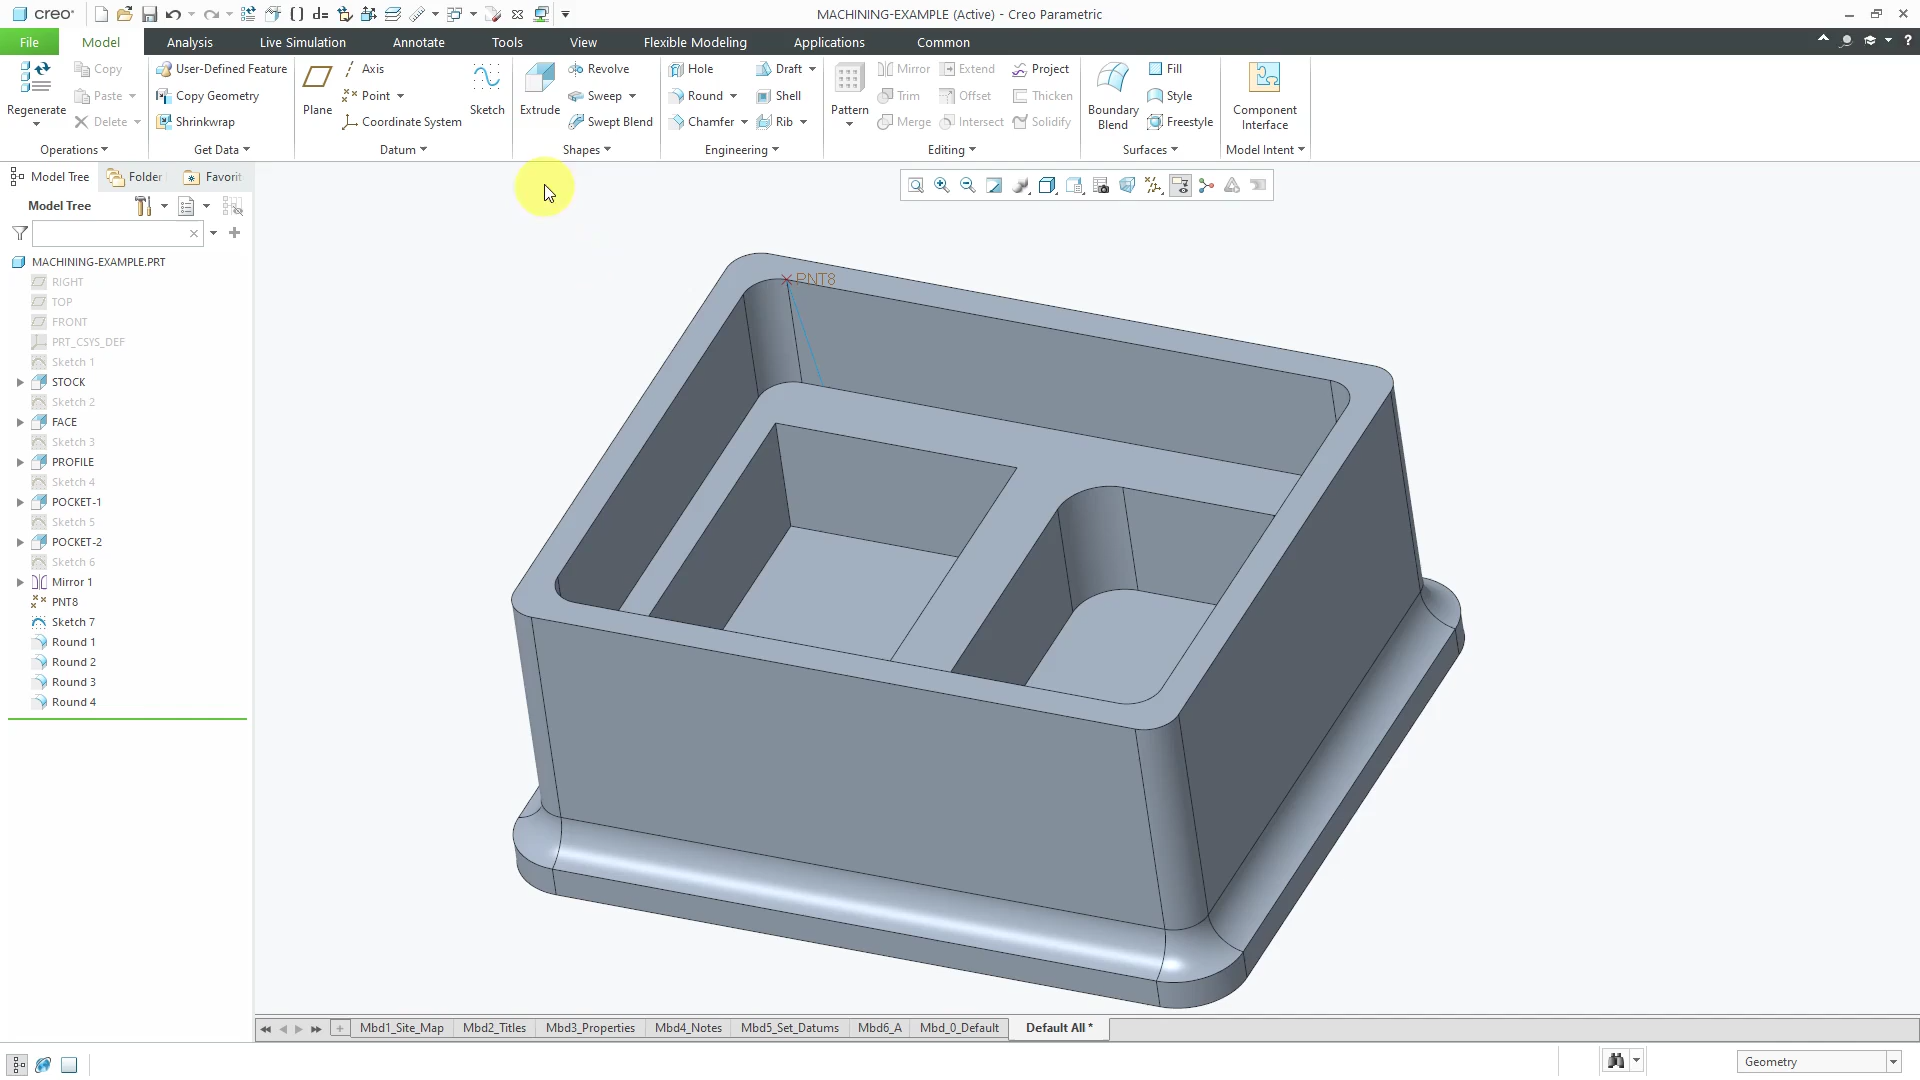 creo
MACHINING-EXAMPLE (Active) - Creo Parametric
File Model Analysis Live Simulation Annotate Tools View Flexible Modeling Applications Common
Regenerate
Copy
Paste
Delete
Operations
User-Defined Feature
Copy Geometry
Shrinkwrap
Get Data
Plane
Axis
Point
Coordinate System
Sketch
Datum
Extrude
Revolve
Sweep
Swept Blend
Shapes
Hole
Round
Chamfer
Draft
Shell
Rib
Engineering
Pattern
Mirror
Trim
Merge
Extend
Offset
Intersect
Project
Thicken
Solidify
Editing
Boundary
Blend
Fill
Style
Freestyle
Surfaces
Component
Interface
Model Intent
Model Tree
Folder
Favorit
Model Tree
MACHINING-EXAMPLE.PRT
RIGHT
TOP
FRONT
PRT_CSYS_DEF
Sketch 1
STOCK
Sketch 2
FACE
Sketch 3
PROFILE
Sketch 4
POCKET-1
Sketch 5
POCKET-2
Sketch 6
Mirror 1
PNT8
Sketch 7
Round 1
Round 2
Round 3
Round 4
PNT8
Mbd1_Site_Map Mbd2_Titles Mbd3_Properties Mbd4_Notes Mbd5_Set_Datums Mbd6_A Mbd_0_Default Default All *
Geometry